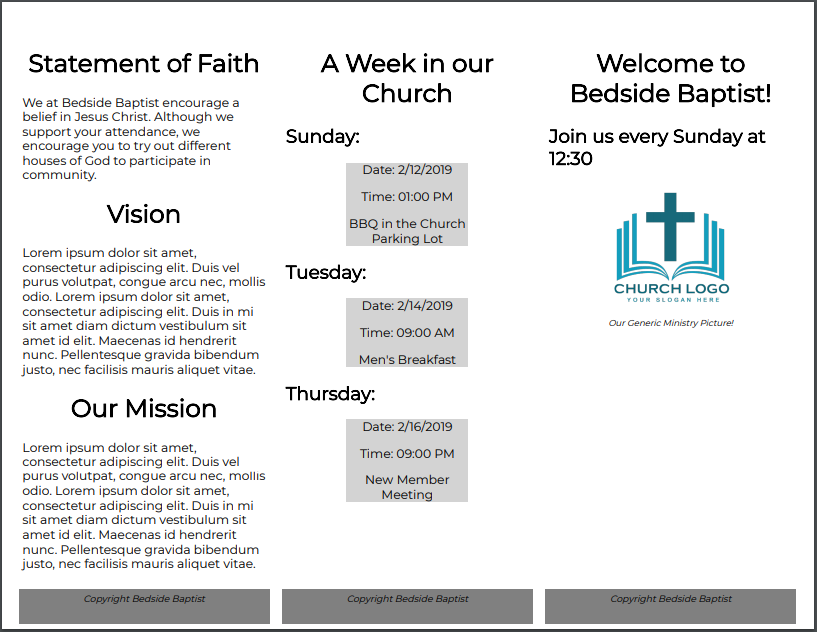 Statement of Faith
We at Bedside Baptist encourage a
belief in Jesus Christ. Although we
support your attendance, we
encourage you to try out different
houses of God to participate in
community.
Vision
Lorem ipsum dolor sit amet,
consectetur adipiscing elit. Duis vel
purus volutpat, congue arcu nec, mollis
odio. Lorem ipsum dolor sit amet,
consectetur adipiscing elit. Duis in mi
sit amet diam dictum vestibulum sit
amet id elit. Maecenas id hendrerit
nunc. Pellentesque gravida bibendum
justo, nec facilisis mauris aliquet vitae.
Our Mission
Lorem ipsum dolor sit amet,
consectetur adipiscing elit. Duis vel
purus volutpat, congue arcu nec, mollis
odio. Lorem ipsum dolor sit amet,
consectetur adipiscing elit. Duis in mi
sit amet diam dictum vestibulum sit
amet id elit. Maecenas id hendrerit
nunc. Pellentesque gravida bibendum
justo, nec facilisis mauris aliquet vitae.
Copyright Bedside Baptist
A Week in our
Church
Sunday:
Date: 2/12/2019
Time: 01:00 PM
BBQ in the Church
Parking Lot
Tuesday:
Date: 2/14/2019
Time: 09:00 AM
Men's Breakfast
Thursday:
Date: 2/16/2019
Time: 09:00 PM
New Member
Meeting
Copyright Bedside Baptist
Welcome to
Bedside Baptist!
Join us every Sunday at
12:30
CHURCH LOGO
YOUR SLOGAN HERE
Our Generic Ministry Picture!
Copyright Bedside Baptist